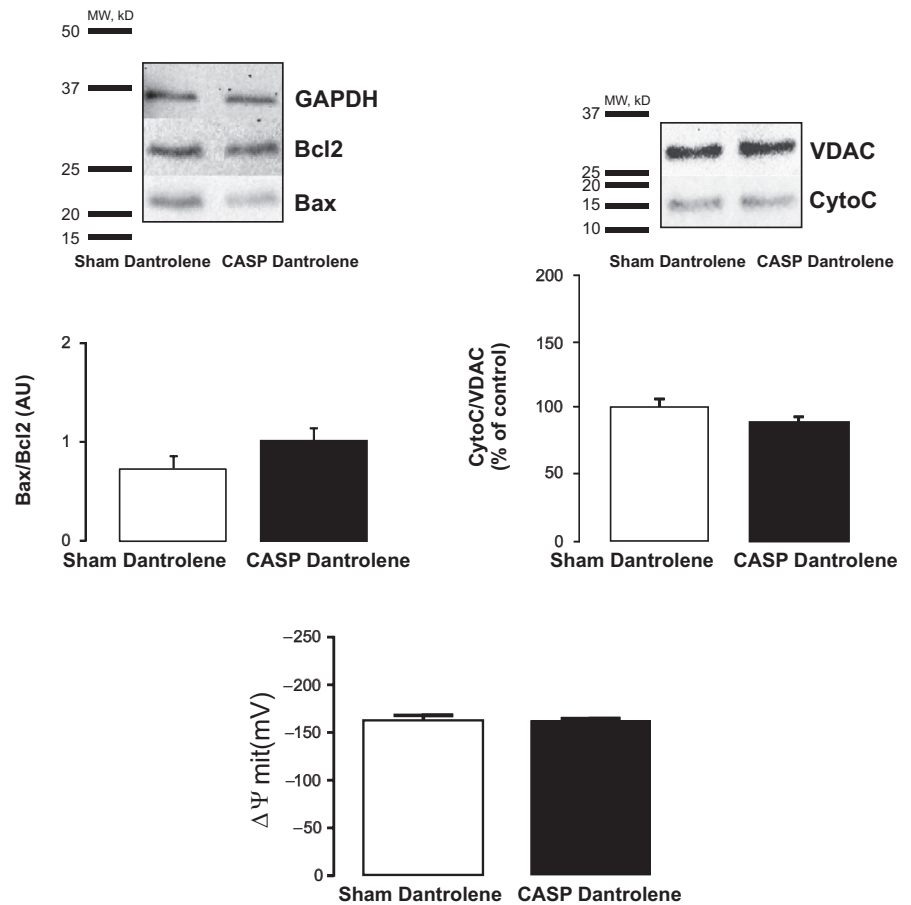 MW, kD
50
37
GAPDH
Bcl2
25
Bax
20
15
Sham Dantrolene CASP Dantrolene
MW, kD
37
VDAC
25
20
CytoC
15
10
Sham Dantrolene CASP Dantrolene
Bax/Bcl2 (AU)
2
1
0
Sham Dantrolene CASP Dantrolene
CytoC/VDAC
(% of control)
200
150
100
50
0
Sham Dantrolene CASP Dantrolene
ΔΨ mit(mV)
−250
−200
−150
−100
−50
0
Sham Dantrolene CASP Dantrolene